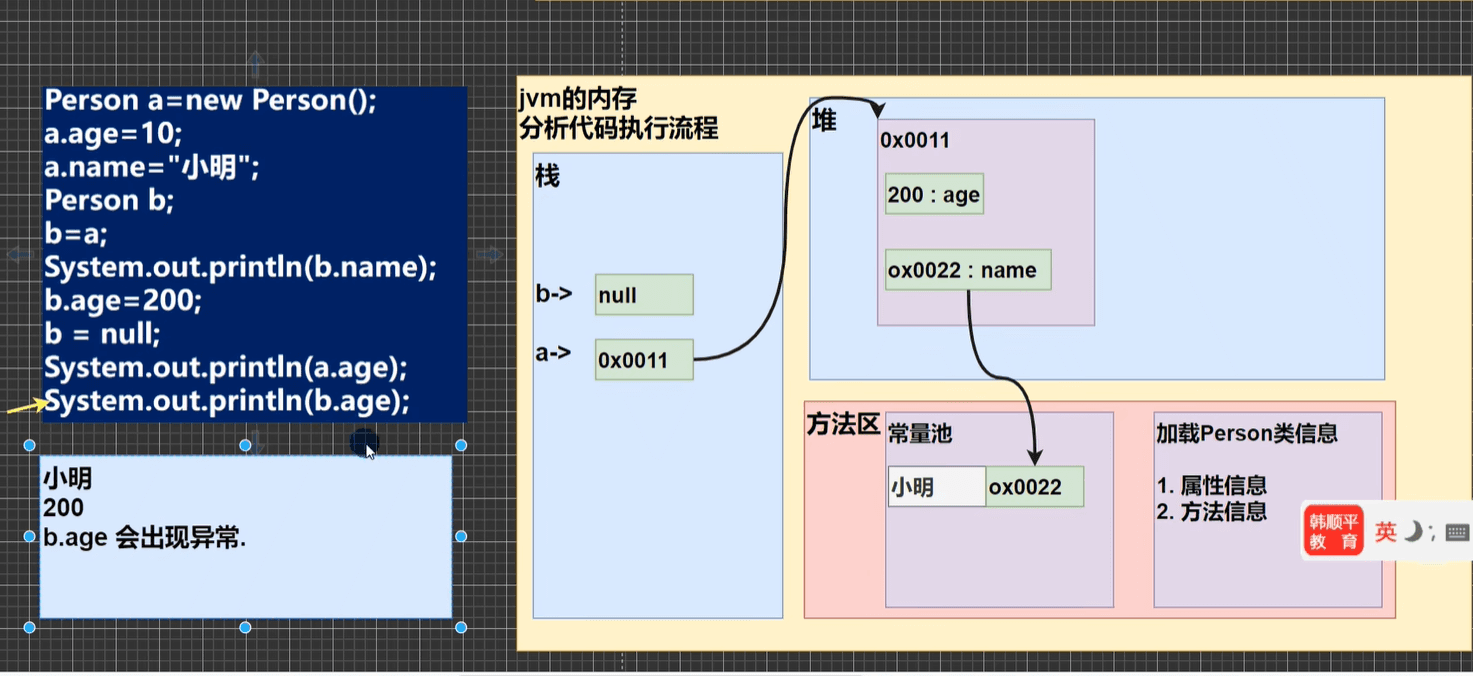 Person a=new Person();
a.age=10;
a.name="小明";
Person b;
b=a;
System.out.println(b.name);
b.age=200;
b = null;
System.out.println(a.age);
System.out.println(b.age);
小明
200
b.age 会出现异常.
jvm的内存
分析代码执行流程
栈
b-> null
a-> 0x0011
堆
0x0011
200 : age
ox0022 : name
方法区
常量池
小明 ox0022
加载Person类信息
1. 属性信息
2. 方法信息
韩顺平
教 育
英